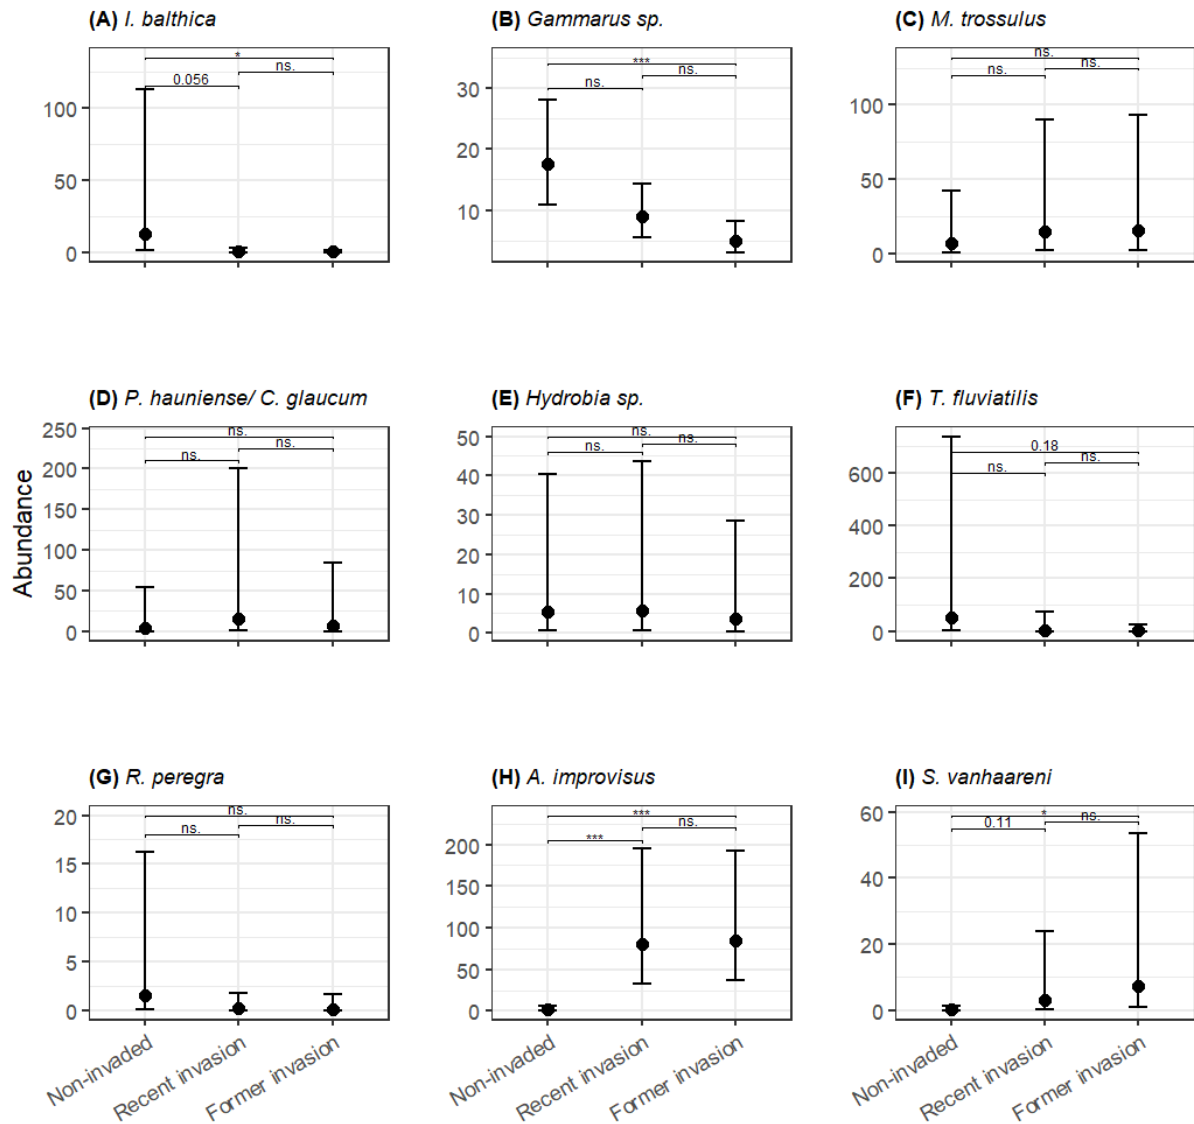 (A) I. balthica
(B) Gammarus sp.
(C) M. trossulus
*
ns.
0.056
100
50
0
***
ns.
ns.
30
20
10
ns.
ns.
ns.
100
50
0
(D) P. hauniense/ C. glaucum
(E) Hydrobia sp.
(F) T. fluviatilis
Abundance
ns.
ns.
ns.
250
200
150
100
50
0
ns.
ns.
ns.
50
40
30
20
10
0
0.18
ns.
ns.
600
400
200
0
(G) R. peregra
(H) A. improvisus
(I) S. vanhaareni
ns.
ns.
ns.
20
15
10
5
0
***
ns.
***
200
150
100
50
0
*
ns.
0.11
60
40
20
0
Non-invaded
Recent invasion
Former invasion
Non-invaded
Recent invasion
Former invasion
Non-invaded
Recent invasion
Former invasion